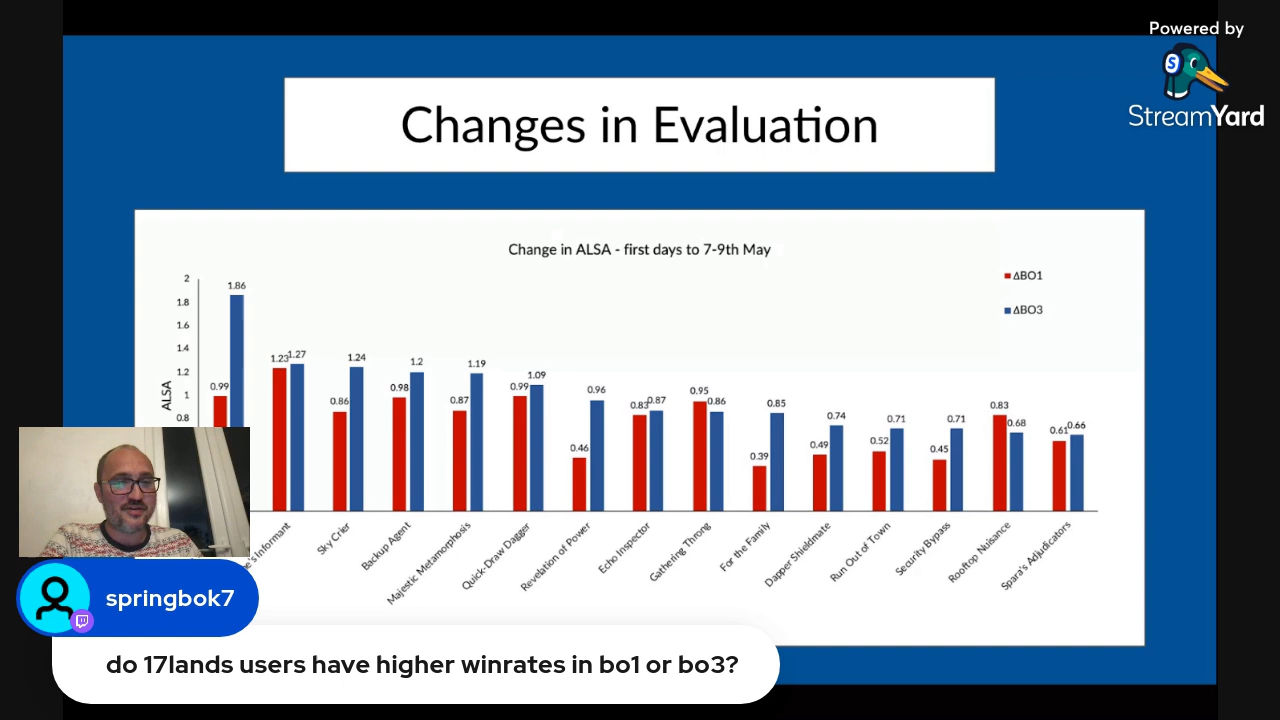 Powered by
StreamYard
Changes in Evaluation
Change in ALSA - first days to 7-9th May
ΔBO1
ΔBO3
ALSA
2
1.8
1.6
1.4
1.2
1
0.8
0.99
1.86
1.23
1.27
0.86
1.24
0.98
1.2
0.87
1.19
0.99
1.09
0.46
0.96
0.83
0.87
0.95
0.86
0.39
0.85
0.49
0.74
0.52
0.71
0.45
0.71
0.83
0.68
0.61
0.66
Informant
Sky Crier
Backup Agent
Majestic Metamorphosis
Quick-Draw Dagger
Revelation of Power
Echo Inspector
Gathering Throng
For the Family
Dapper Shieldmate
Run Out of Town
Security Bypass
Rooftop Nuisance
Spara's Adjudicators
springbok7
do 17lands users have higher winrates in bo1 or bo3?